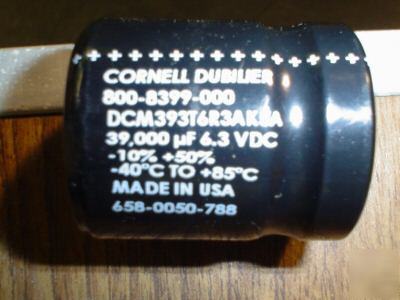 + + + + + + + + + + + + + + + +
CORNELL DUBILIER
800-8399-000
39,000 µF 6.3 VDC
-10% +50%
-40°C TO +85°C
MADE IN USA
658-0050-788